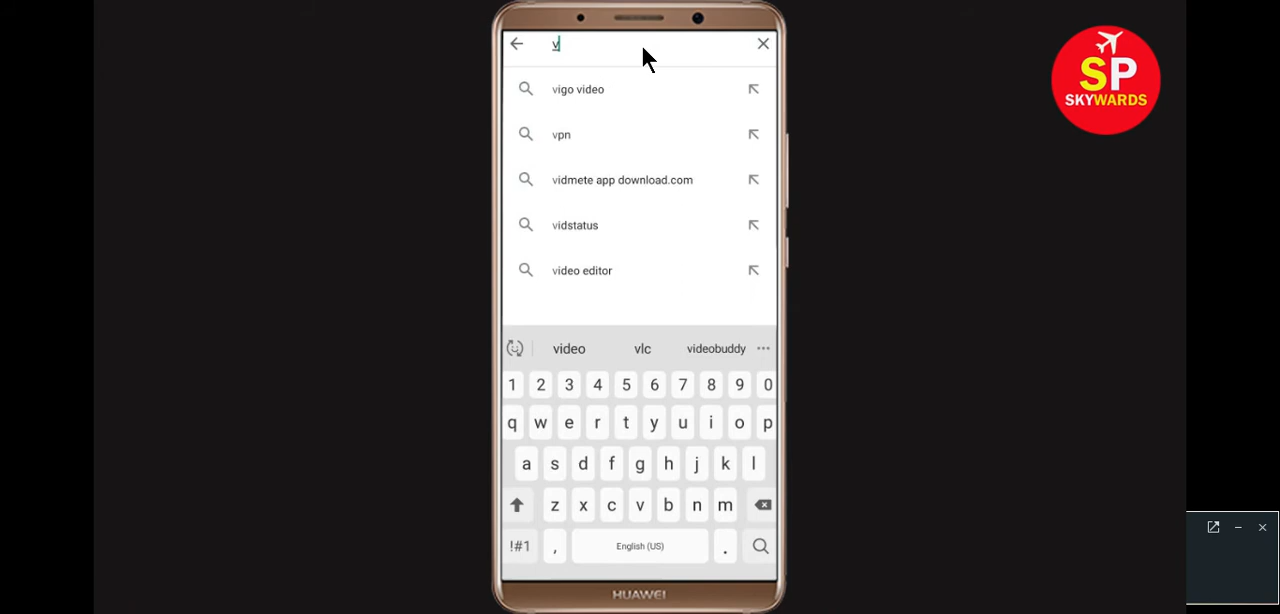 v
vigo video
vpn
vidmete app download.com
vidstatus
video editor
video vlc videobuddy
1 2 3 4 5 6 7 8 9 0
q w e r t y u i o p
a s d f g h j k l
z x c v b n m
!#1 , English (US) .
HUAWEI
SP
SKYWARDS